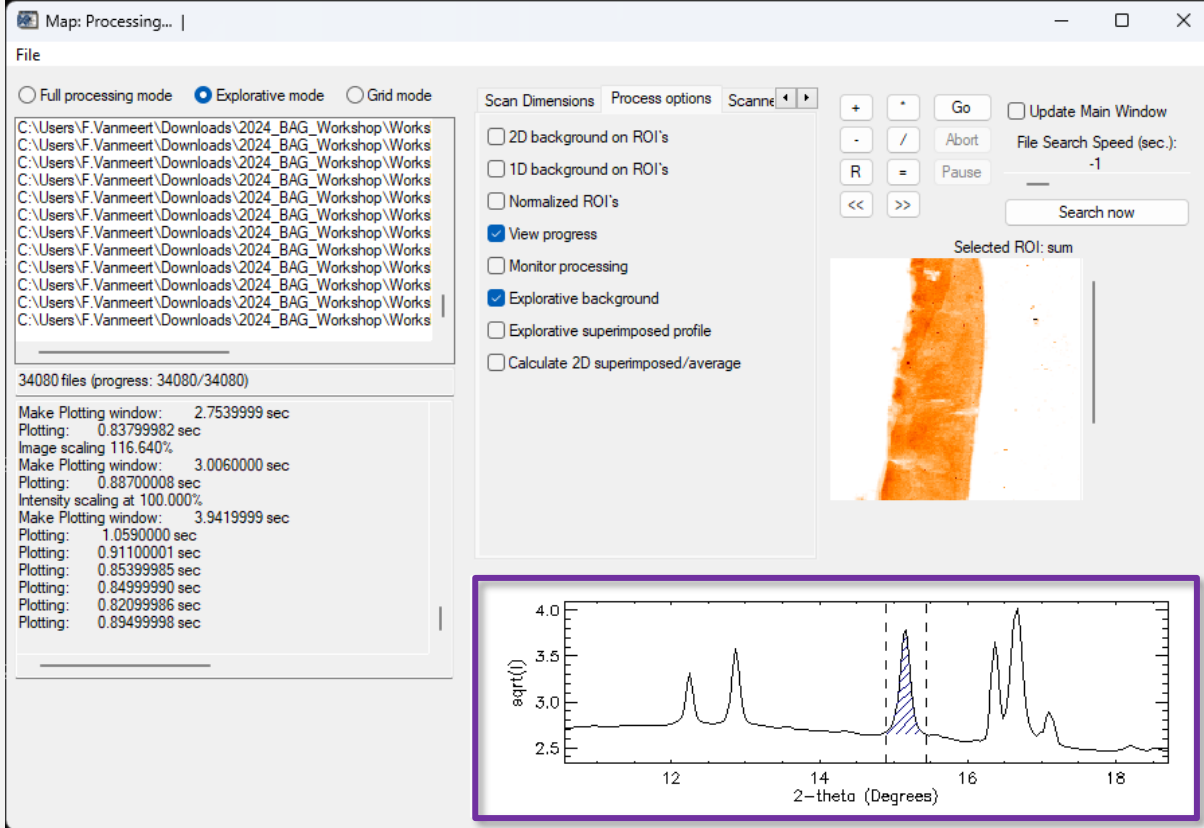 Map: Processing... |
File
Full processing mode Explorative mode Grid mode
C:\Users\F.Vanmeert\Downloads\2024_BAG_Workshop\Works
C:\Users\F.Vanmeert\Downloads\2024_BAG_Workshop\Works
C:\Users\F.Vanmeert\Downloads\2024_BAG_Workshop\Works
C:\Users\F.Vanmeert\Downloads\2024_BAG_Workshop\Works
C:\Users\F.Vanmeert\Downloads\2024_BAG_Workshop\Works
C:\Users\F.Vanmeert\Downloads\2024_BAG_Workshop\Works
C:\Users\F.Vanmeert\Downloads\2024_BAG_Workshop\Works
C:\Users\F.Vanmeert\Downloads\2024_BAG_Workshop\Works
C:\Users\F.Vanmeert\Downloads\2024_BAG_Workshop\Works
C:\Users\F.Vanmeert\Downloads\2024_BAG_Workshop\Works
C:\Users\F.Vanmeert\Downloads\2024_BAG_Workshop\Works
C:\Users\F.Vanmeert\Downloads\2024_BAG_Workshop\Works
34080 files (progress: 34080/34080)
Make Plotting window: 2.7539999 sec
Plotting: 0.83799982 sec
Image scaling 116.640%
Make Plotting window: 3.0060000 sec
Plotting: 0.88700008 sec
Intensity scaling at 100.000%
Make Plotting window: 3.9419999 sec
Plotting: 1.0590000 sec
Plotting: 0.91100001 sec
Plotting: 0.85399985 sec
Plotting: 0.84999990 sec
Plotting: 0.82099986 sec
Plotting: 0.89499998 sec
Scan Dimensions Process options Scanne
2D background on ROI's
1D background on ROI's
Normalized ROI's
View progress
Monitor processing
Explorative background
Explorative superimposed profile
Calculate 2D superimposed/average
+ * Go
- / Abort
R = Pause
<< >>
Update Main Window
File Search Speed (sec.):
-1
Search now
Selected ROI: sum
4.0
3.5
3.0
2.5
aqrt(I)
12 14 16 18
2-theta (Degrees)